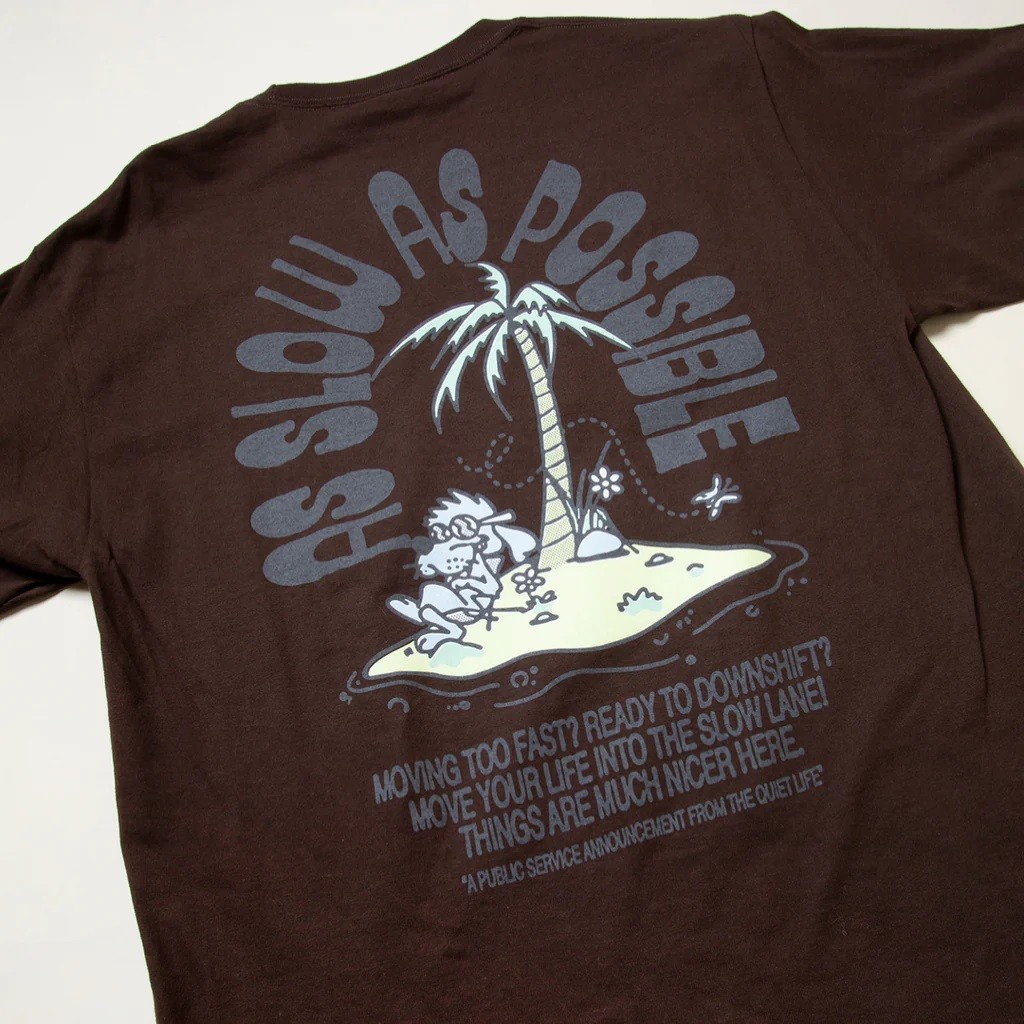 AS SLOW AS POSSIBLE
MOVING TOO FAST? READY TO DOWNSHIFT?
MOVE YOUR LIFE INTO THE SLOW LANE!
THINGS ARE MUCH NICER HERE.
"A PUBLIC SERVICE ANNOUNCEMENT FROM THE QUIET LIFE"